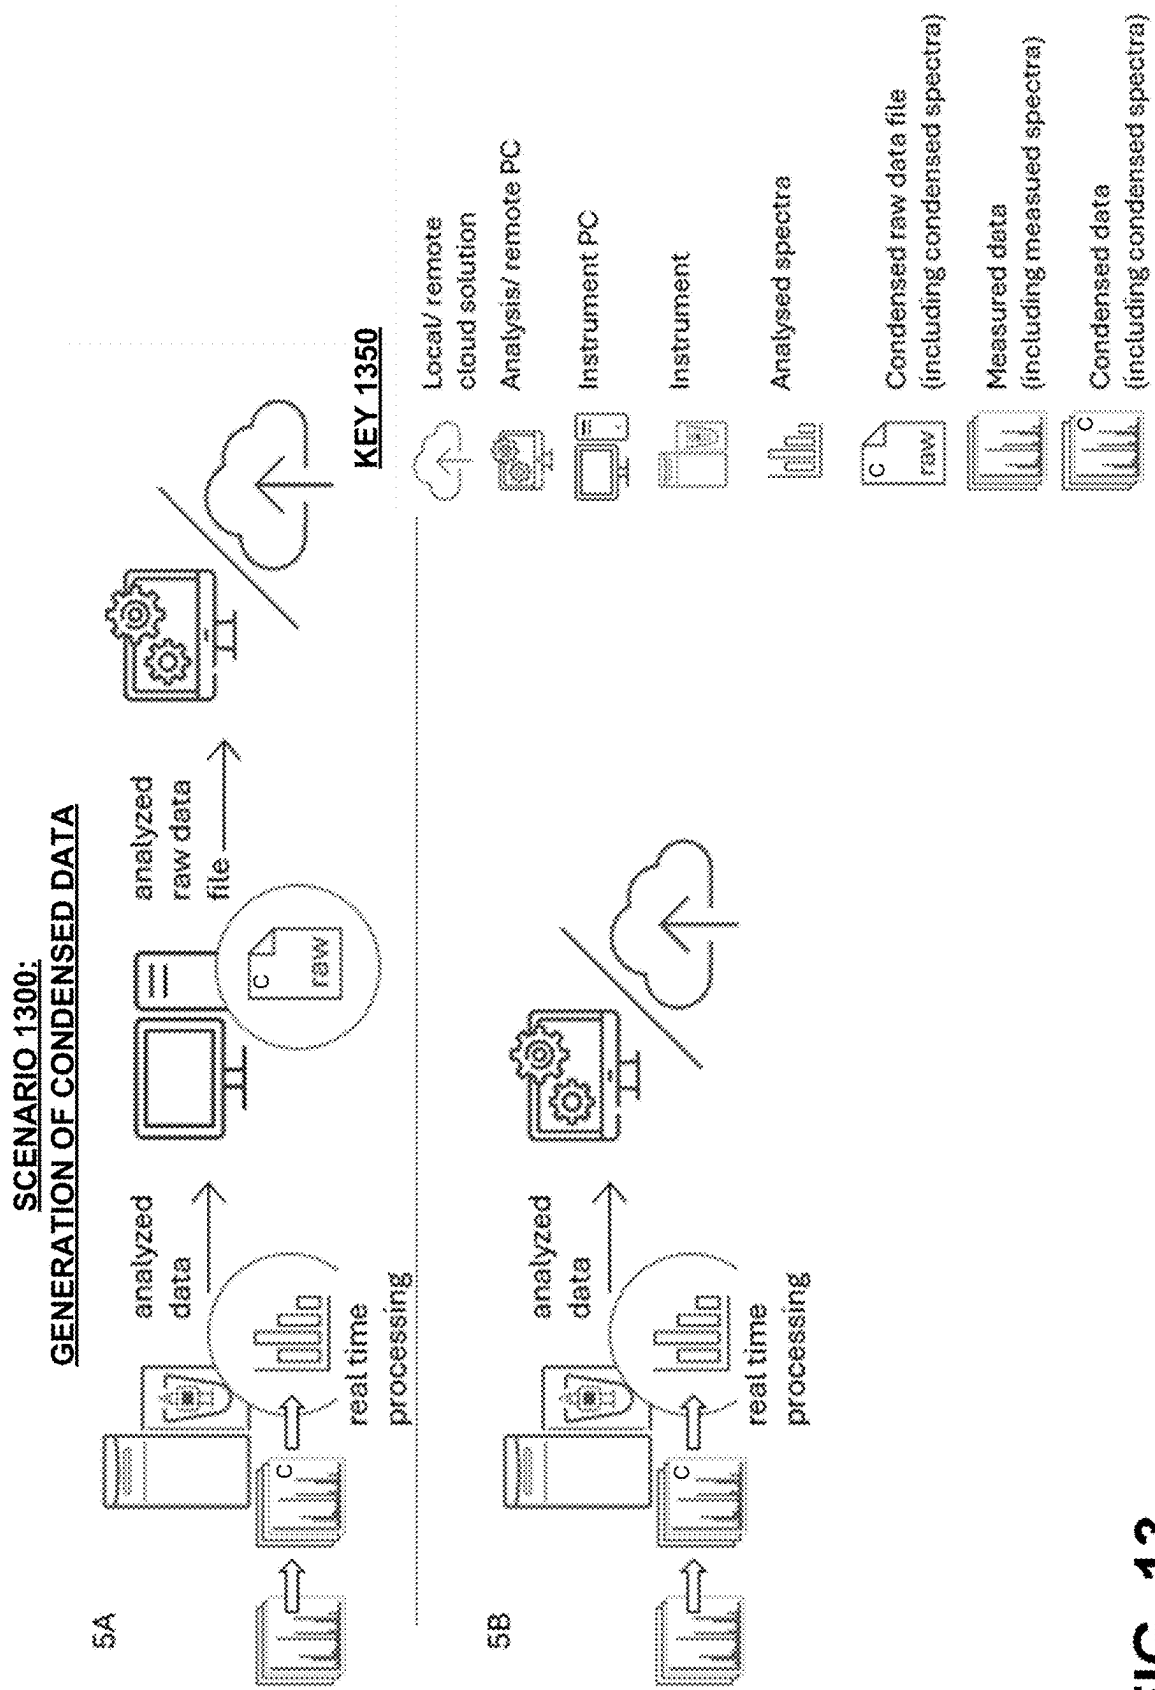 SCENARIO 1300:
GENERATION OF CONDENSED DATA
5A
real time
processing
analyzed
data
C
C
raw
analyzed
raw data
file
5B
real time
processing
analyzed
data
C
KEY 1350
Local/ remote
cloud solution
Analysis/ remote PC
Instrument PC
Instrument
Analysed spectra
C
raw
Condensed raw data file
(including condensed spectra)
Measured data
(including measued spectra)
C
Condensed data
(including condensed spectra)
FIG. 13